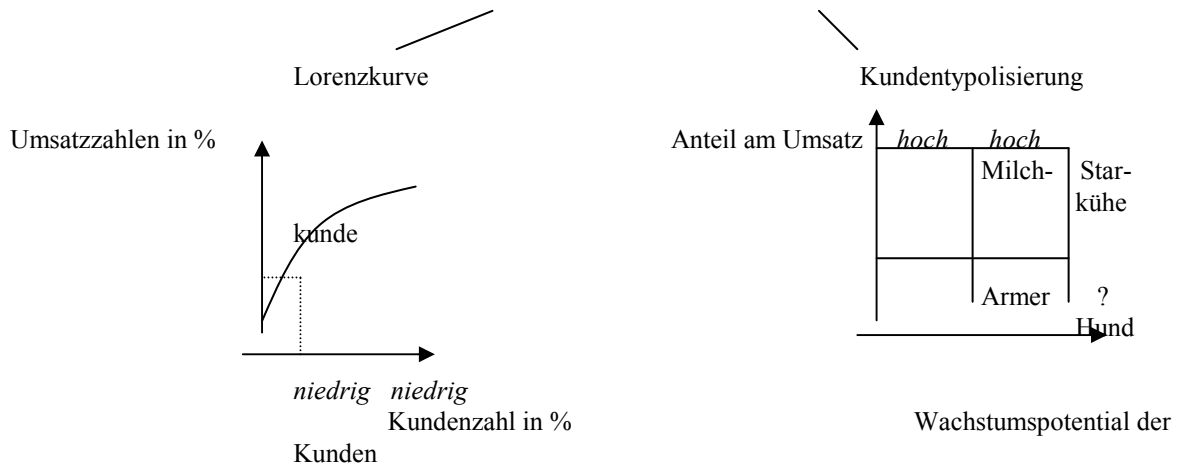 Lorenzkurve Kundentypolisierung
Umsatzzahlen in % Anteil am Umsatz hoch hoch
Milch- Star-
kühe
kunde
Armer ?
Hund
niedrig niedrig
Kundenzahl in % Wachstumspotential der
Kunden